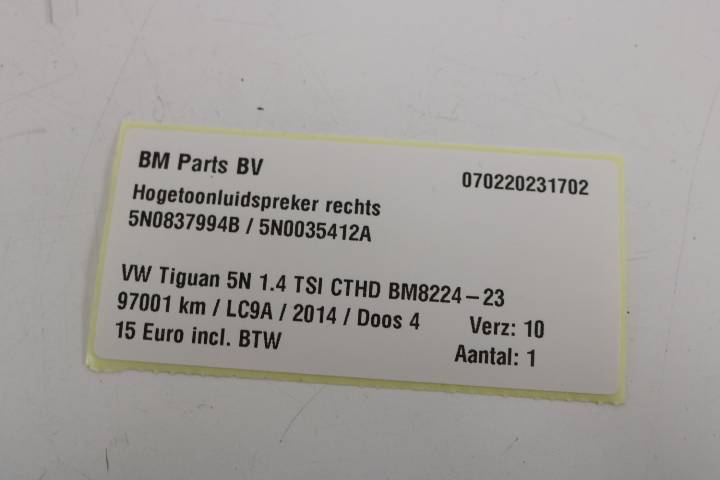 BM Parts BV
070220231702
Hogetoonluidspreker rechts
5N0837994B / 5N0035412A
VW Tiguan 5N 1.4 TSI CTHD BM8224-23
97001 km / LC9A / 2014 / Doos 4 Verz: 10
15 Euro incl. BTW Aantal: 1